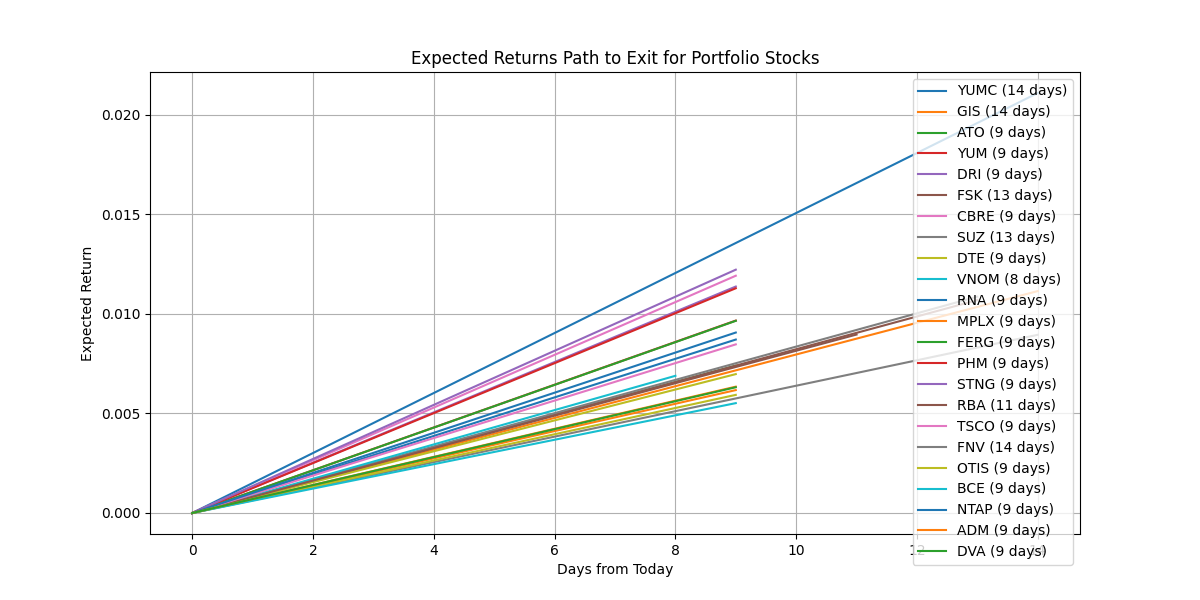 Expected Returns Path to Exit for Portfolio Stocks
Expected Return
0.020
0.015
0.010
0.005
0.000
YUMC (14 days)
GIS (14 days)
ATO (9 days)
YUM (9 days)
DRI (9 days)
FSK (13 days)
CBRE (9 days)
SUZ (13 days)
DTE (9 days)
VNOM (8 days)
RNA (9 days)
MPLX (9 days)
FERG (9 days)
PHM (9 days)
STNG (9 days)
RBA (11 days)
TSCO (9 days)
FNV (14 days)
OTIS (9 days)
BCE (9 days)
NTAP (9 days)
ADM (9 days)
DVA (9 days)
0 2 4 6 8 10 12
Days from Today